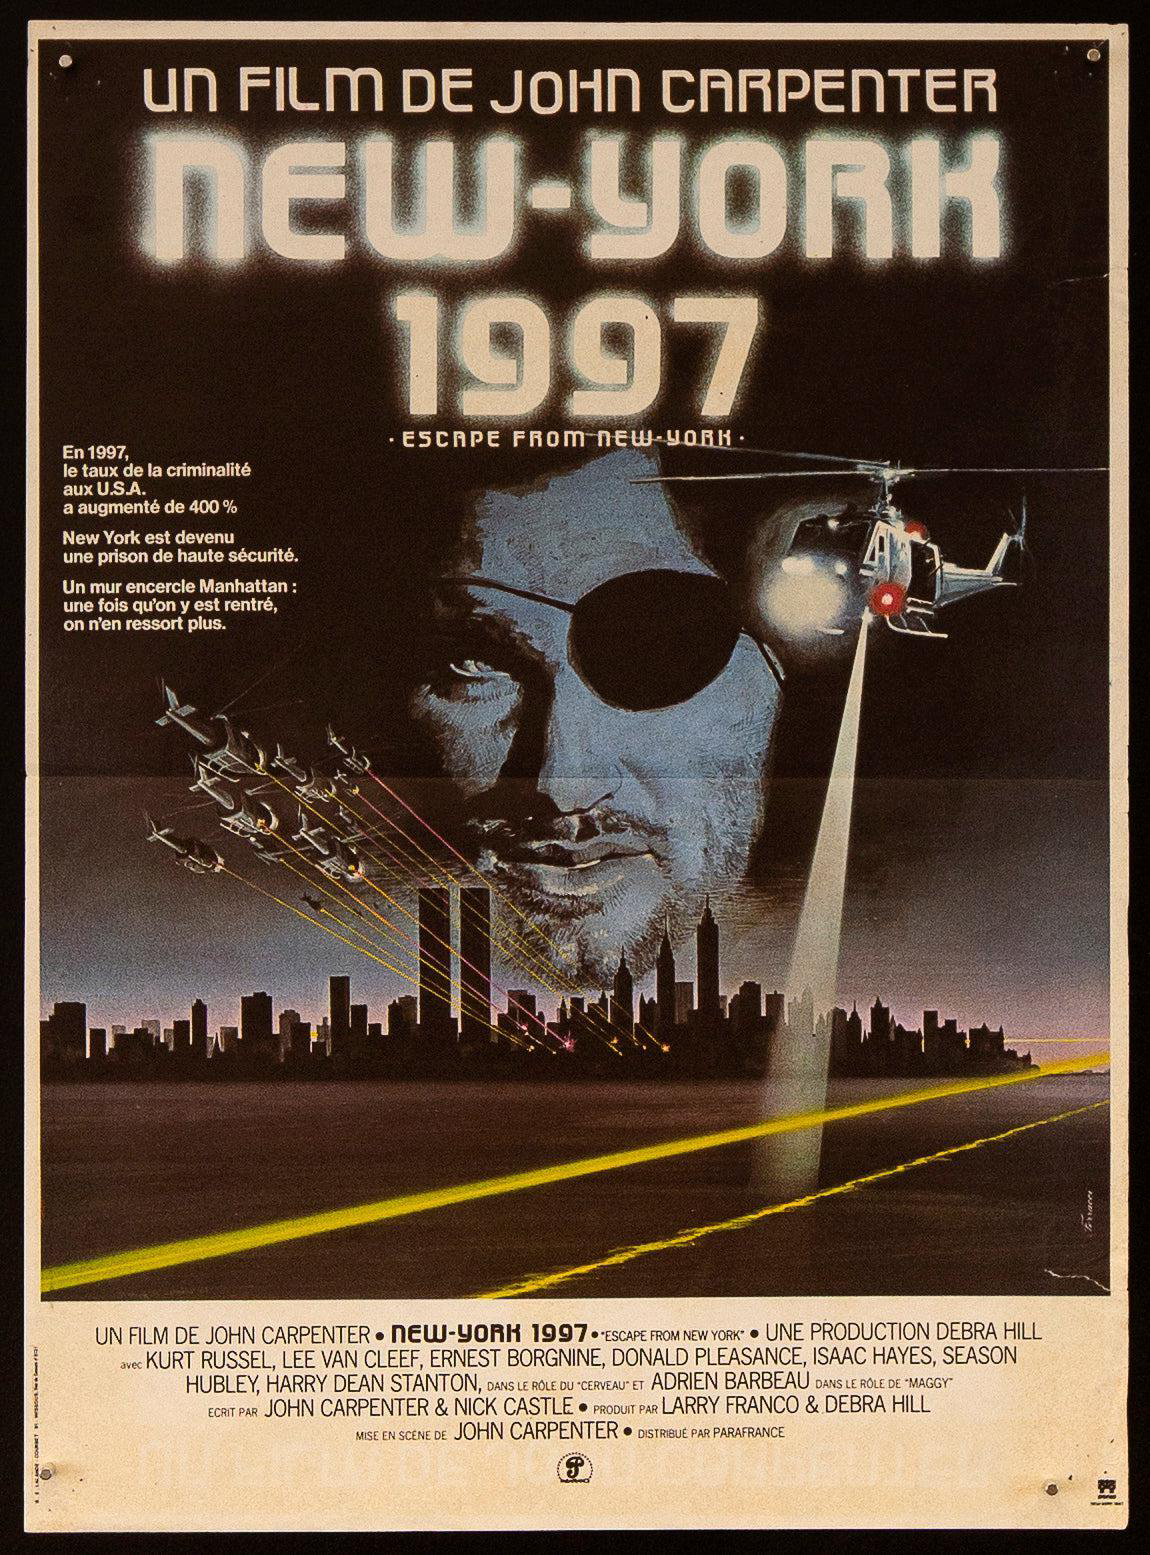 UN FILM DE JOHN CARPENTER
NEW-YORK
1997
· ESCAPE FROM NEW-YORK ·
En 1997,
le taux de la criminalité
aux U.S.A.
a augmenté de 400 %
New York est devenu
une prison de haute sécurité.
Un mur encercle Manhattan :
une fois qu'on y est rentré,
on n'en ressort plus.
UN FILM DE JOHN CARPENTER • NEW-YORK 1997 • "ESCAPE FROM NEW YORK" • UNE PRODUCTION DEBRA HILL
avec KURT RUSSEL, LEE VAN CLEEF, ERNEST BORGNINE, DONALD PLEASANCE, ISAAC HAYES, SEASON
HUBLEY, HARRY DEAN STANTON, DANS LE RÔLE DU "CERVEAU" ET ADRIEN BARBEAU DANS LE RÔLE DE "MAGGY"
ECRIT PAR JOHN CARPENTER & NICK CASTLE • PRODUIT PAR LARRY FRANCO & DEBRA HILL
MISE EN SCÈNE DE JOHN CARPENTER • DISTRIBUÉ PAR PARAFRANCE